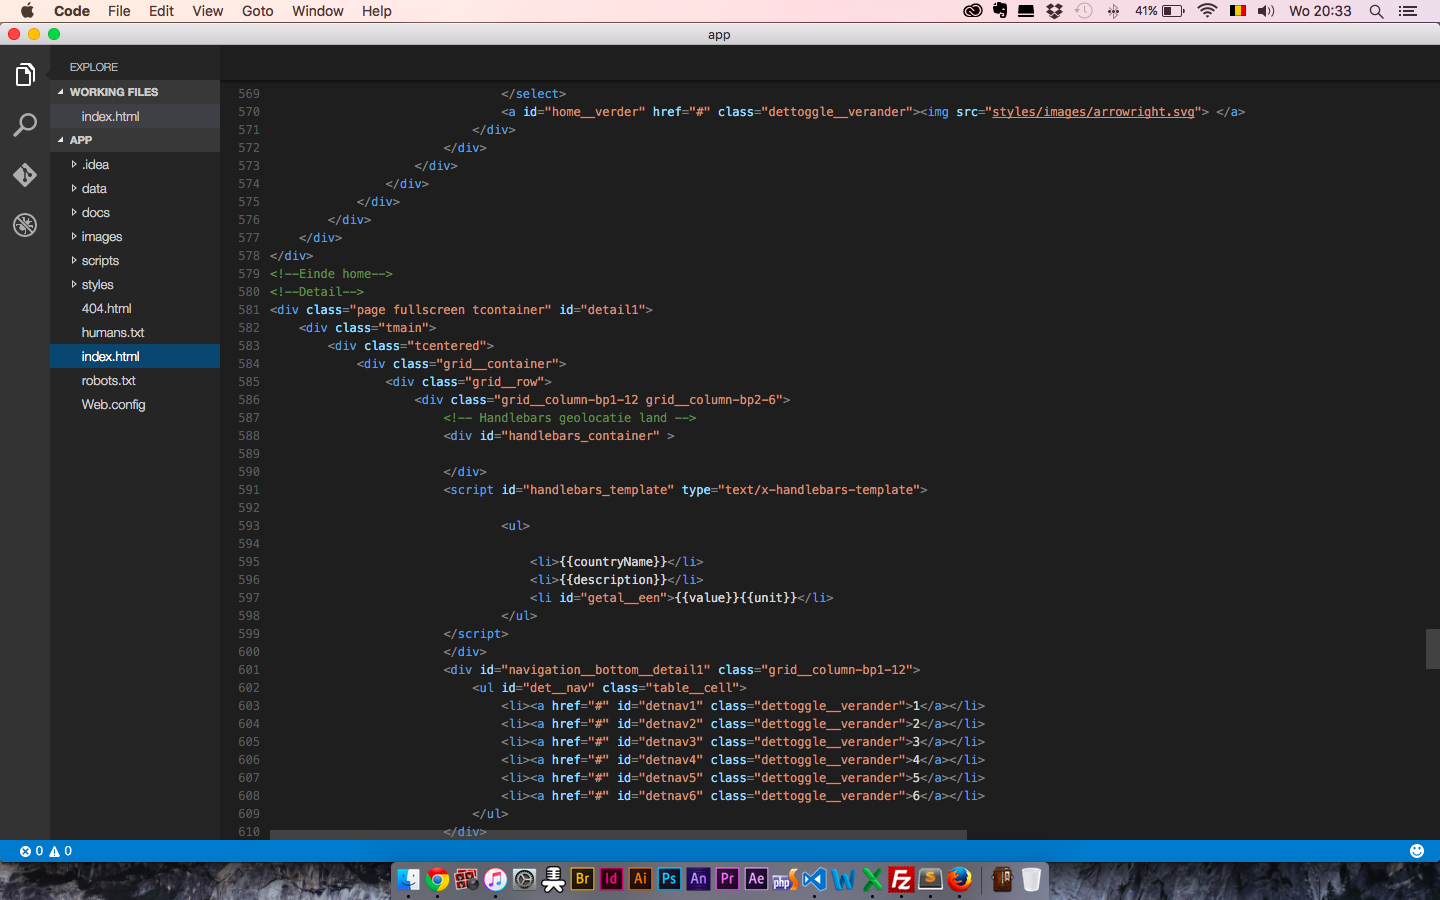 Code File Edit View Goto Window Help 41% Wo 20:33
app
EXPLORE
WORKING FILES
index.html
APP
.idea
data
docs
images
scripts
styles
404.html
humans.txt
index.html
robots.txt
Web.config
569 </select>
570 <a id="home__verder" href="#" class="dettoggle__verander"><img src="styles/images/arrowright.svg"> </a>
571 </div>
572 </div>
573 </div>
574 </div>
575 </div>
576 </div>
577 </div>
578 </div>
579 <!--Einde home-->
580 <!--Detail-->
581 <div class="page fullscreen tcontainer" id="detail1">
582 <div class="tmain">
583 <div class="tcentered">
584 <div class="grid__container">
585 <div class="grid__row">
586 <div class="grid__column-bp1-12 grid__column-bp2-6">
587 <!-- Handlebars geolocatie land -->
588 <div id="handlebars_container" >
589
590 </div>
591 <script id="handlebars_template" type="text/x-handlebars-template">
592
593 <ul>
594
595 <li>{{countryName}}</li>
596 <li>{{description}}</li>
597 <li id="getal__een">{{value}}{{unit}}</li>
598 </ul>
599 </script>
600 </div>
601 <div id="navigation__bottom__detail1" class="grid__column-bp1-12">
602 <ul id="det__nav" class="table__cell">
603 <li><a href="#" id="detnav1" class="dettoggle__verander">1</a></li>
604 <li><a href="#" id="detnav2" class="dettoggle__verander">2</a></li>
605 <li><a href="#" id="detnav3" class="dettoggle__verander">3</a></li>
606 <li><a href="#" id="detnav4" class="dettoggle__verander">4</a></li>
607 <li><a href="#" id="detnav5" class="dettoggle__verander">5</a></li>
608 <li><a href="#" id="detnav6" class="dettoggle__verander">6</a></li>
609 </ul>
610 </div>
0 0
Br Id Ai Ps An Pr Ae php W X Fz S